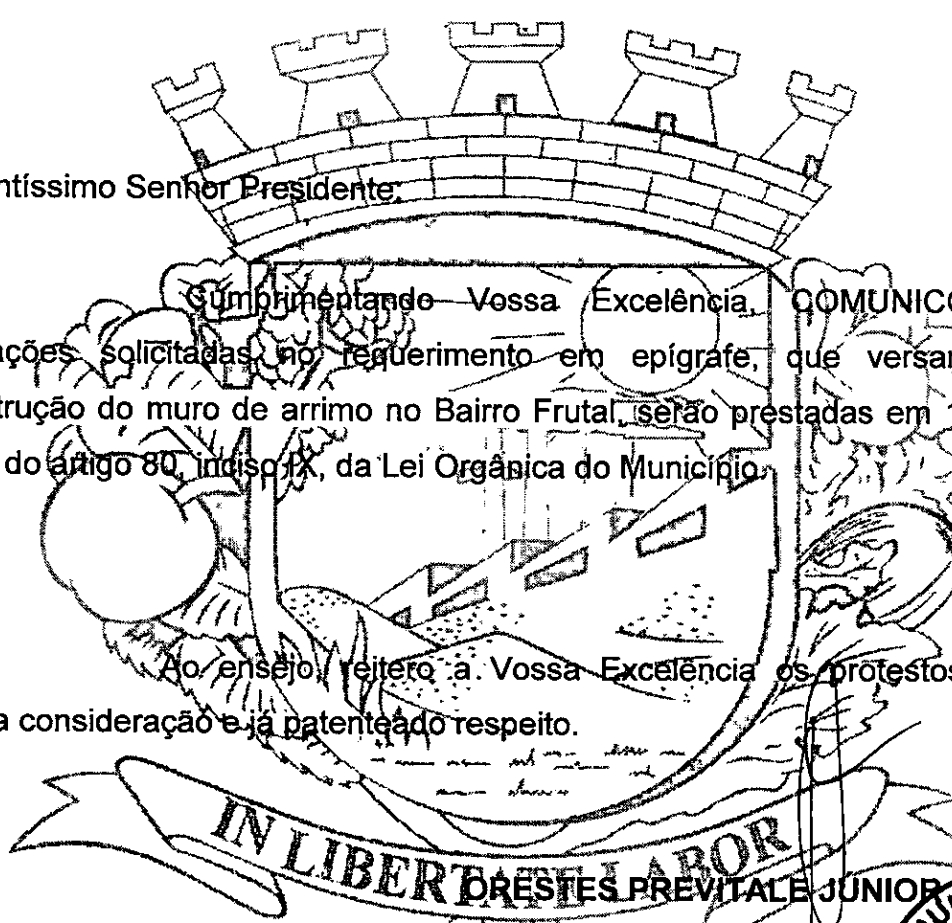 ntíssimo Senhor Presidente;
Cumprimentando Vossa Excelência, COMUNICO
ações solicitadas no requerimento em epígrafe, que versam
trução do muro de arrimo no Bairro Frutal, serão prestadas em
do artigo 80, inciso IX, da Lei Orgânica do Município.
Ao ensejo, reitero a Vossa Excelência os protestos
a consideração e já patenteado respeito.
IN LIBERTATE LABOR
ORESTES PREVITALE JÚNIOR